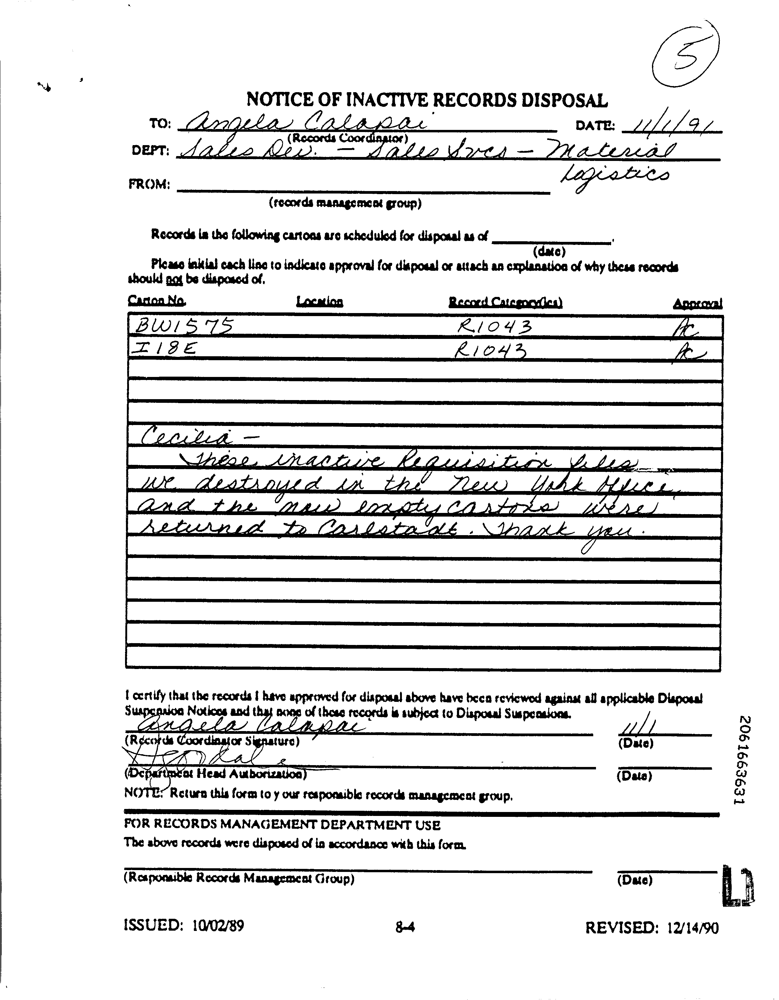 5
NOTICE OF INACTIVE RECORDS DISPOSAL
TO: Angela Calapai DATE: 11/1/91
(Records Coordinator)
DEPT: Sales Dev. - Sales Svcs - Material
Logistics
FROM:
(records management group)
Records in the following cartons are scheduled for disposal as of .
(date)
Please initial each line to indicate approval for disposal or attach an explanation of why these records
should not be disposed of.
Carton No. Location Record Category(ies) Approval
BW1575 R1043 AC
I18E R1043 AC
Cecilia -
These inactive Requisition files
we destroyed in the New York Office,
and the now empty cartons were
returned to Carlstadt. Thank you.
I certify that the records I have approved for disposal above have been reviewed against all applicable Disposal
Suspension Notices and that none of these records is subject to Disposal Suspensions.
Angela Calapai 11/1
(Records Coordinator Signature) (Date)
(Department Head Authorization) (Date)
NOTE: Return this form to y our responsible records management group.
FOR RECORDS MANAGEMENT DEPARTMENT USE
The above records were disposed of in accordance with this form.
(Responsible Records Management Group) (Date)
ISSUED: 10/02/89 8-4 REVISED: 12/14/90
2061663631